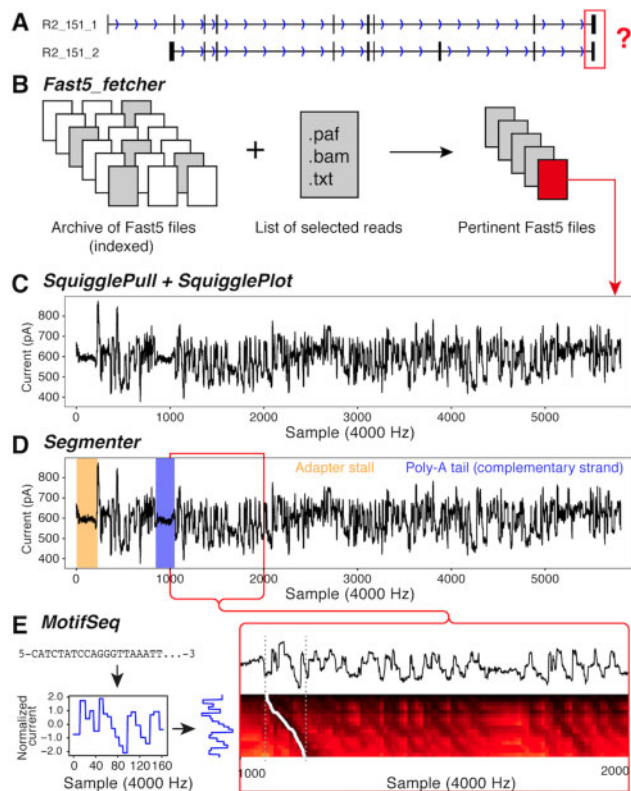 A
R2_151_1
R2_151_2
?
B Fast5_fetcher
.paf
.bam
.txt
+
Archive of Fast5 files
(indexed)
List of selected reads
Pertinent Fast5 files
C SquigglePull + SquigglePlot
Current (pA)
800
700
600
500
400
0 1000 2000 3000 4000 5000
Sample (4000 Hz)
D Segmenter
Adapter stall
Poly-A tail (complementary strand)
Current (pA)
800
700
600
500
400
0 1000 2000 3000 4000 5000
Sample (4000 Hz)
E MotifSeq
5-CATCTATCCAGGGTTAAATT...-3
Normalized
current
2.0
1.0
0.0
-1.0
-2.0
0 40 80 120 160
Sample (4000 Hz)
1000 2000
Sample (4000 Hz)